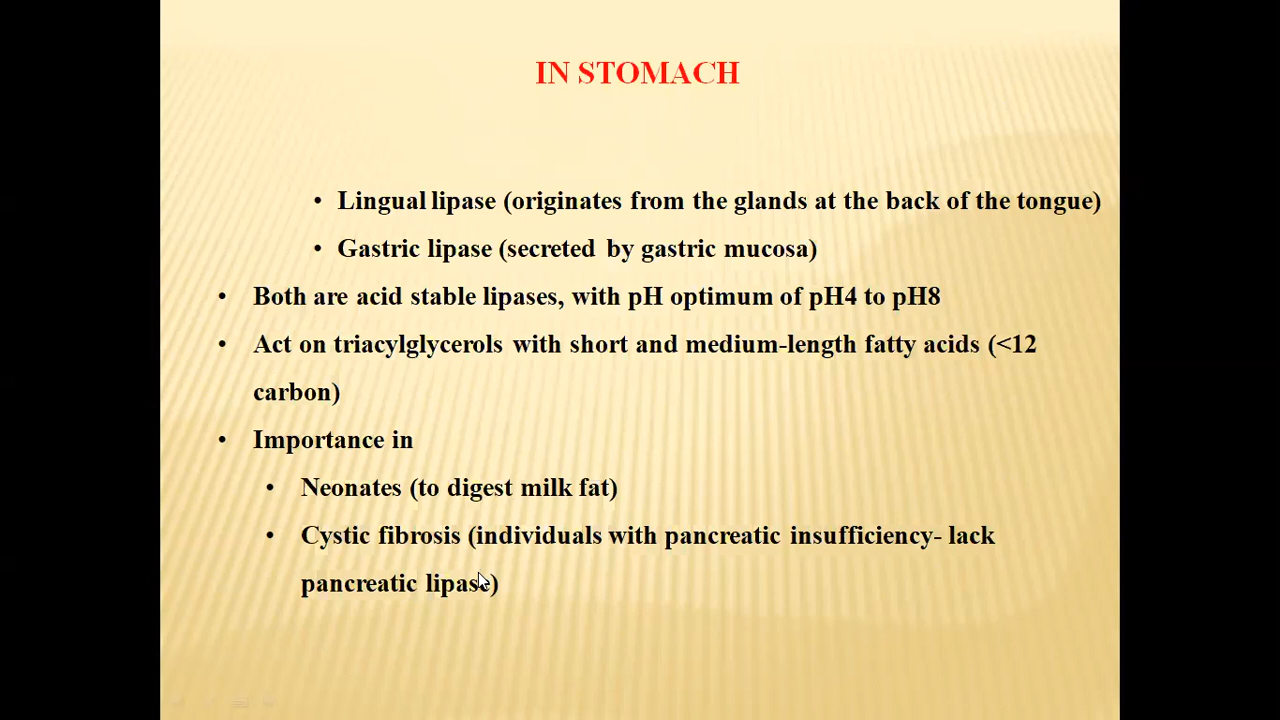 IN STOMACH
• Lingual lipase (originates from the glands at the back of the tongue)
• Gastric lipase (secreted by gastric mucosa)
• Both are acid stable lipases, with pH optimum of pH4 to pH8
• Act on triacylglycerols with short and medium-length fatty acids (<12
carbon)
• Importance in
• Neonates (to digest milk fat)
• Cystic fibrosis (individuals with pancreatic insufficiency- lack
pancreatic lipase)